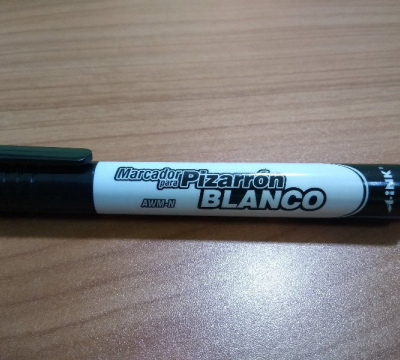 Marcador
para Pizarrón
BLANCO
AWM-N